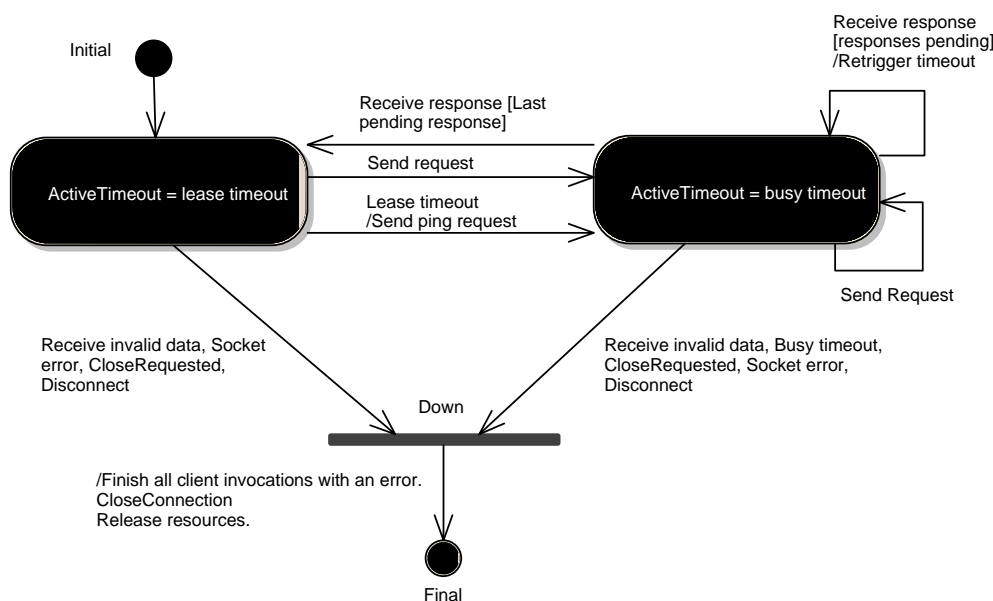 Initial
Receive response
[responses pending]
/Retrigger timeout
Receive response [Last
pending response]
Send request
ActiveTimeout = lease timeout
ActiveTimeout = busy timeout
Lease timeout
/Send ping request
Send Request
Receive invalid data, Socket
error, CloseRequested,
Disconnect
Receive invalid data, Busy timeout,
CloseRequested, Socket error,
Disconnect
Down
/Finish all client invocations with an error.
CloseConnection
Release resources.
Final